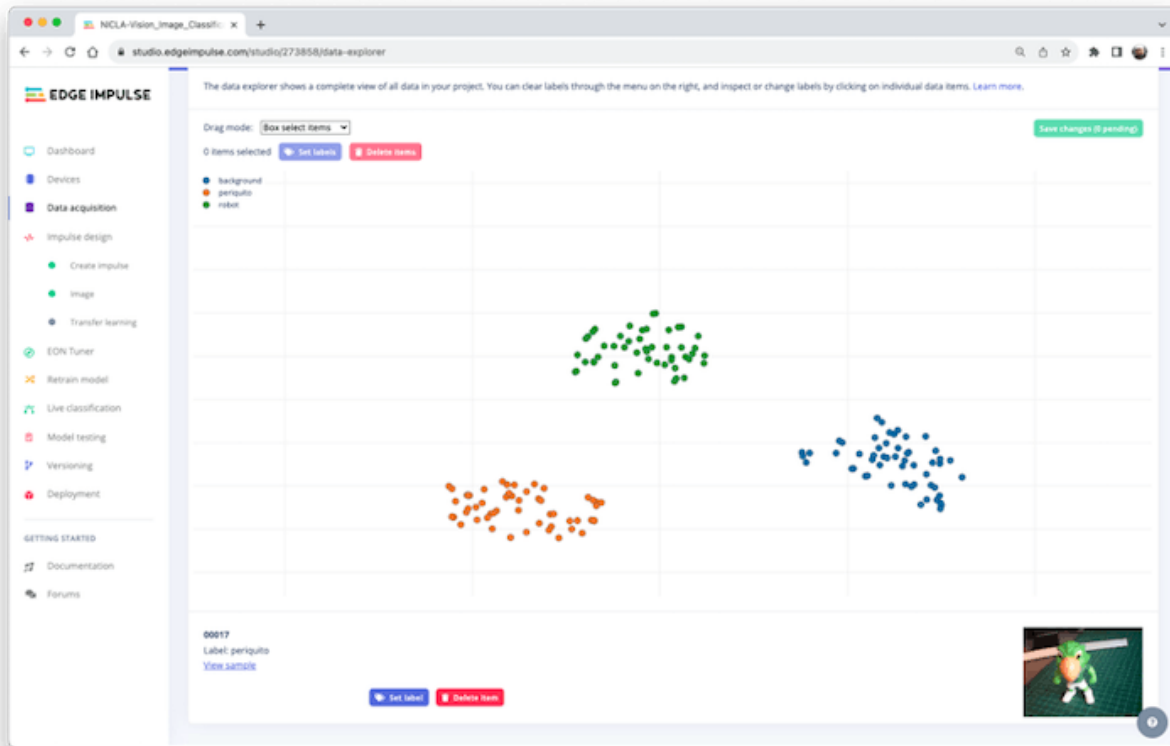 NICLA-Vision_Image_Classific
studio.edgeimpulse.com/studio/273858/data-explorer
EDGE IMPULSE
The data explorer shows a complete view of all data in your project. You can clear labels through the menu on the right, and inspect or change labels by clicking on individual data items. Learn more.
Drag mode: Box select items
Save changes (0 pending)
0 items selected Set labels Delete items
background
periquito
robot
Dashboard
Devices
Data acquisition
Impulse design
Create impulse
Image
Transfer learning
EON Tuner
Retrain model
Live classification
Model testing
Versioning
Deployment
GETTING STARTED
Documentation
Forums
00017
Label: periquito
View sample
Set label Delete item